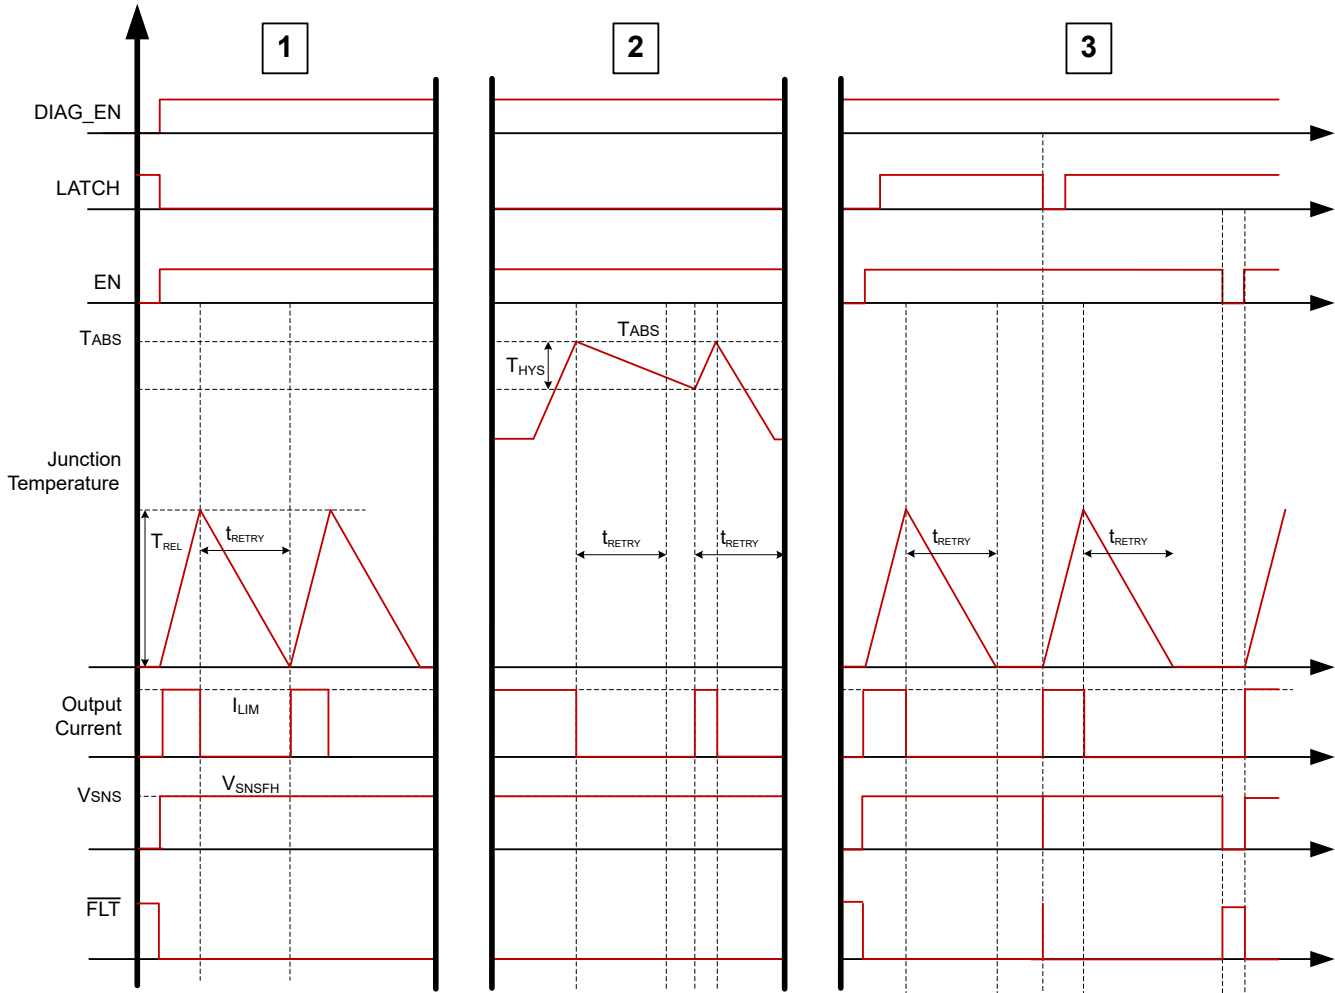 1
2
3
DIAG_EN
LATCH
EN
TABS
TABS
THYS
Junction
Temperature
TREL
tRETRY
tRETRY
tRETRY
tRETRY
tRETRY
Output
Current
ILIM
VSNS
VSNSFH
FLT